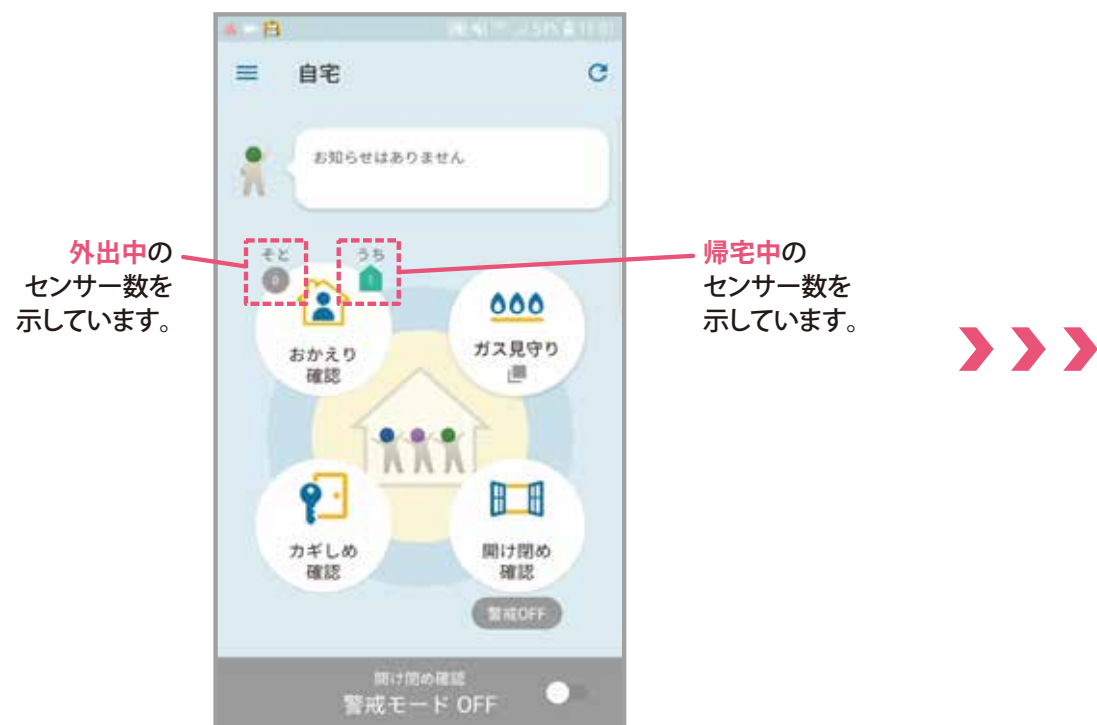 自宅
お知らせはありません
外出中の
センサー数を
示しています。
そと
0
うち
1
帰宅中の
センサー数を
示しています。
おかえり
確認
ガス見守り
カギしめ
確認
開け閉め
確認
警戒OFF
開け閉め確認
警戒モード OFF